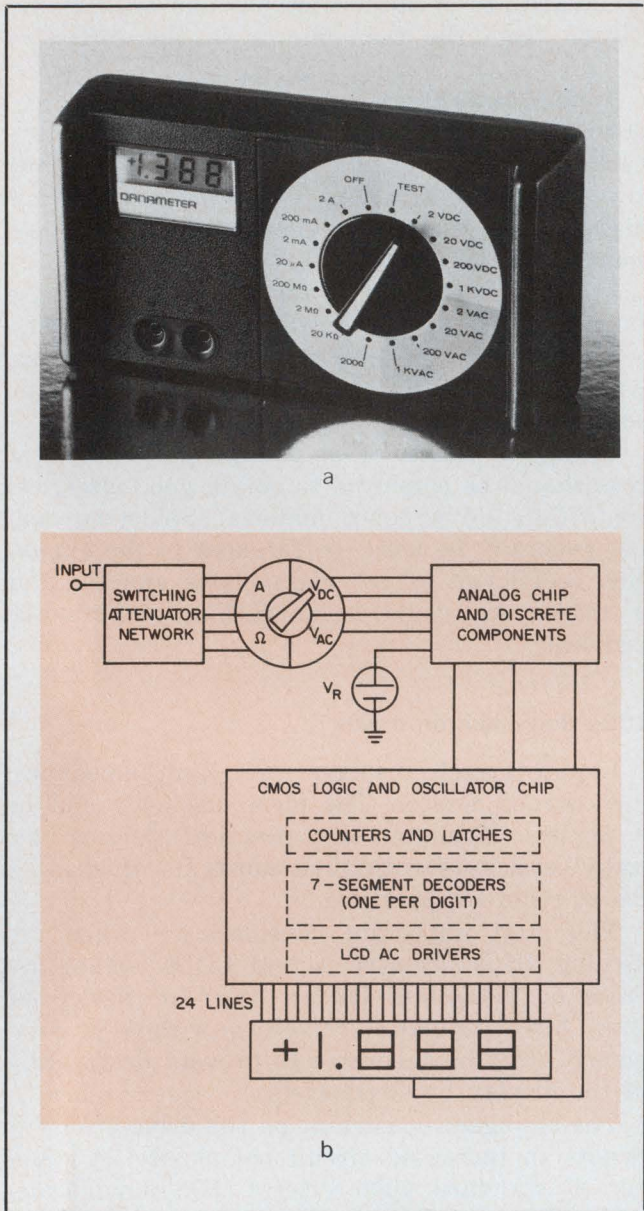 +1.388
DANAMETER
OFF
TEST
2 VDC
20 VDC
200 VDC
1 KVDC
2 VAC
20 VAC
200 VAC
1 KVAC
200Ω
20 KΩ
2 MΩ
200 MΩ
20 µA
2 mA
200 mA
2 A
a
INPUT
SWITCHING
ATTENUATOR
NETWORK
A
VDC
Ω
VAC
VR
ANALOG CHIP
AND DISCRETE
COMPONENTS
CMOS LOGIC AND OSCILLATOR CHIP
COUNTERS AND LATCHES
7-SEGMENT DECODERS
(ONE PER DIGIT)
LCD AC DRIVERS
24 LINES
+1.888
b